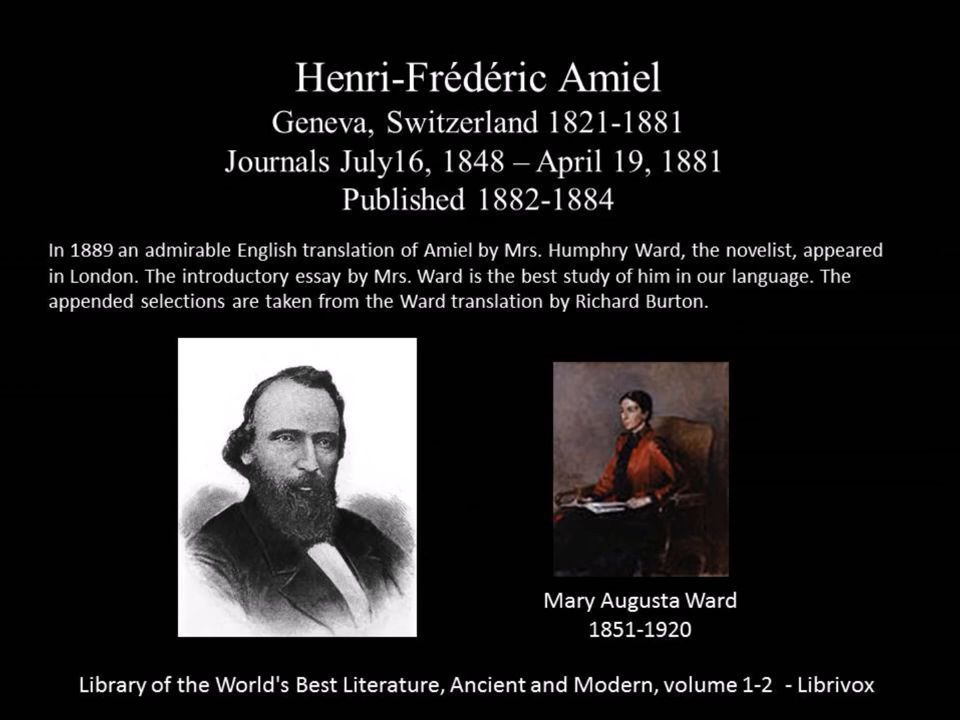 Henri-Frédéric Amiel
Geneva, Switzerland 1821-1881
Journals July16, 1848 – April 19, 1881
Published 1882-1884
In 1889 an admirable English translation of Amiel by Mrs. Humphry Ward, the novelist, appeared
in London. The introductory essay by Mrs. Ward is the best study of him in our language. The
appended selections are taken from the Ward translation by Richard Burton.
Mary Augusta Ward
1851-1920
Library of the World's Best Literature, Ancient and Modern, volume 1-2 - Librivox